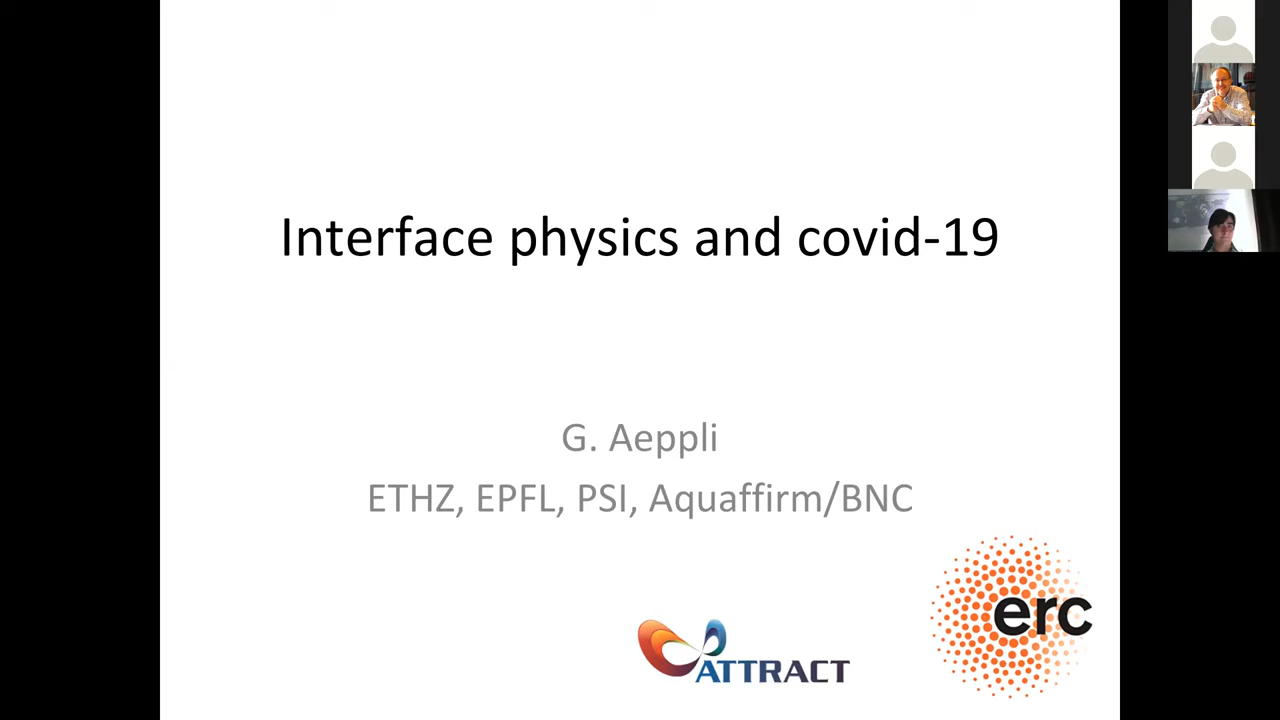 Interface physics and covid-19
G. Aeppli
ETHZ, EPFL, PSI, Aquaffirm/BNC
erc
ATTRACT